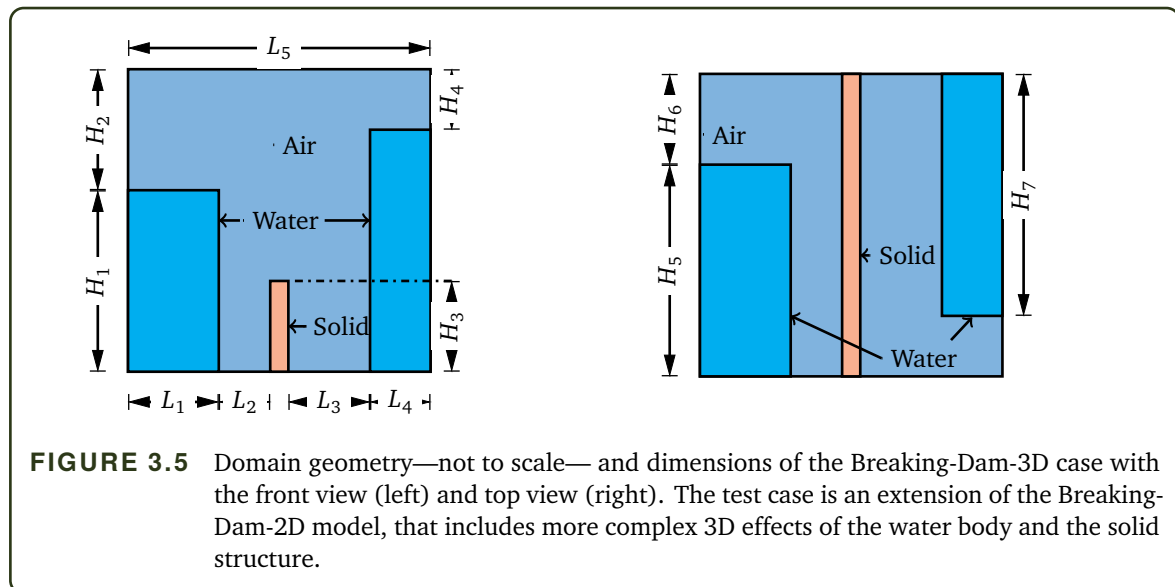 L5
H2
H4
Air
H1
Water
Solid
H3
L1
L2
L3
L4
H6
Air
H7
H5
Solid
Water
FIGURE 3.5 Domain geometry—not to scale— and dimensions of the Breaking-Dam-3D case with
the front view (left) and top view (right). The test case is an extension of the Breaking-
Dam-2D model, that includes more complex 3D effects of the water body and the solid
structure.